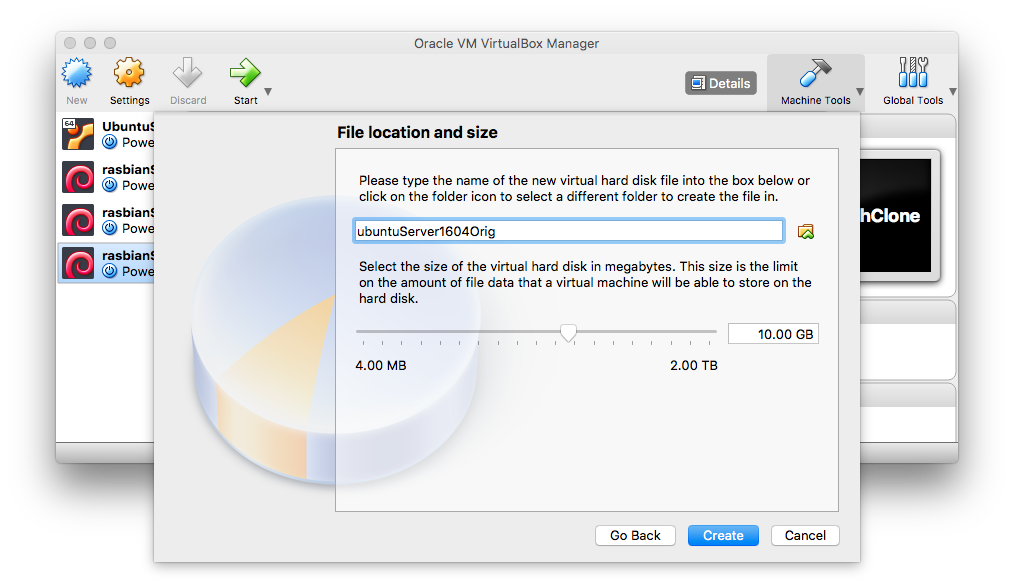 Oracle VM VirtualBox Manager
New
Settings
Discard
Start
Details
Machine Tools
Global Tools
64
UbuntuS
Powe
rasbianS
Powe
rasbianS
Powe
rasbianS
Powe
hClone
File location and size
Please type the name of the new virtual hard disk file into the box below or
click on the folder icon to select a different folder to create the file in.
ubuntuServer1604Orig
Select the size of the virtual hard disk in megabytes. This size is the limit
on the amount of file data that a virtual machine will be able to store on the
hard disk.
10.00 GB
4.00 MB
2.00 TB
Go Back
Create
Cancel